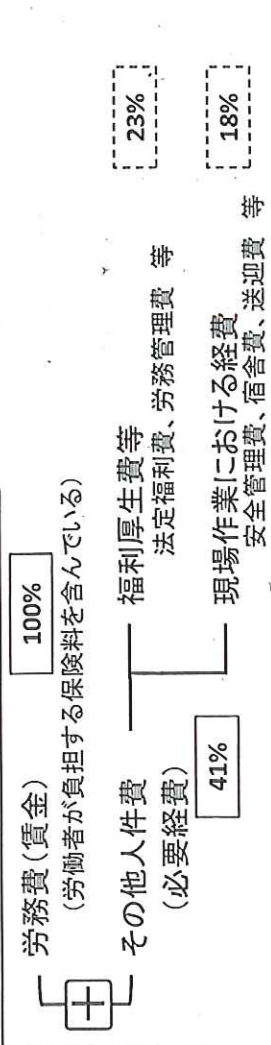 労務費(賃金) 100%
(労働者が負担する保険料を含んでいる)
+
その他人件費
(必要経費)
41%
福利厚生費等
法定福利費、労務管理費 等
23%
現場作業における経費
安全管理費、宿舎費、送迎費 等
18%